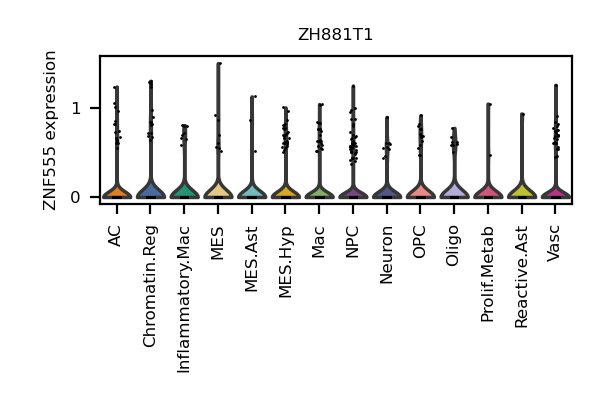 ZH881T1
ZNF555 expression
1
0
AC
Chromatin.Reg
Inflammatory.Mac
MES
MES.Ast
MES.Hyp
Mac
NPC
Neuron
OPC
Oligo
Prolif.Metab
Reactive.Ast
Vasc